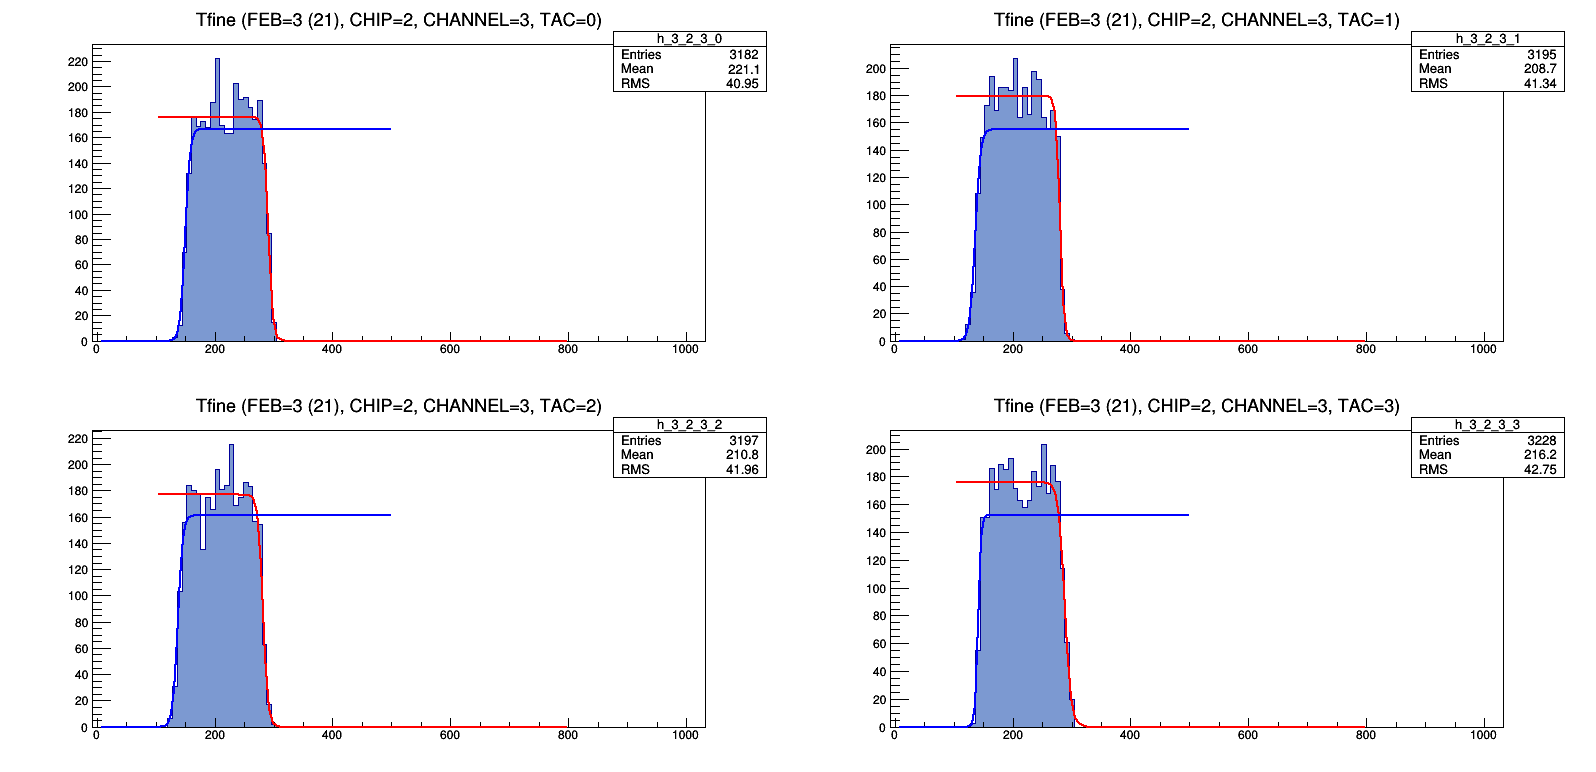 Tfine (FEB=3 (21), CHIP=2, CHANNEL=3, TAC=0)
h_3_2_3_0
Entries 3182
Mean 221.1
RMS 40.95
220
200
180
160
140
120
100
80
60
40
20
0
0 200 400 600 800 1000
Tfine (FEB=3 (21), CHIP=2, CHANNEL=3, TAC=1)
h_3_2_3_1
Entries 3195
Mean 208.7
RMS 41.34
200
180
160
140
120
100
80
60
40
20
0
0 200 400 600 800 1000
Tfine (FEB=3 (21), CHIP=2, CHANNEL=3, TAC=2)
h_3_2_3_2
Entries 3197
Mean 210.8
RMS 41.96
220
200
180
160
140
120
100
80
60
40
20
0
0 200 400 600 800 1000
Tfine (FEB=3 (21), CHIP=2, CHANNEL=3, TAC=3)
h_3_2_3_3
Entries 3228
Mean 216.2
RMS 42.75
200
180
160
140
120
100
80
60
40
20
0
0 200 400 600 800 1000